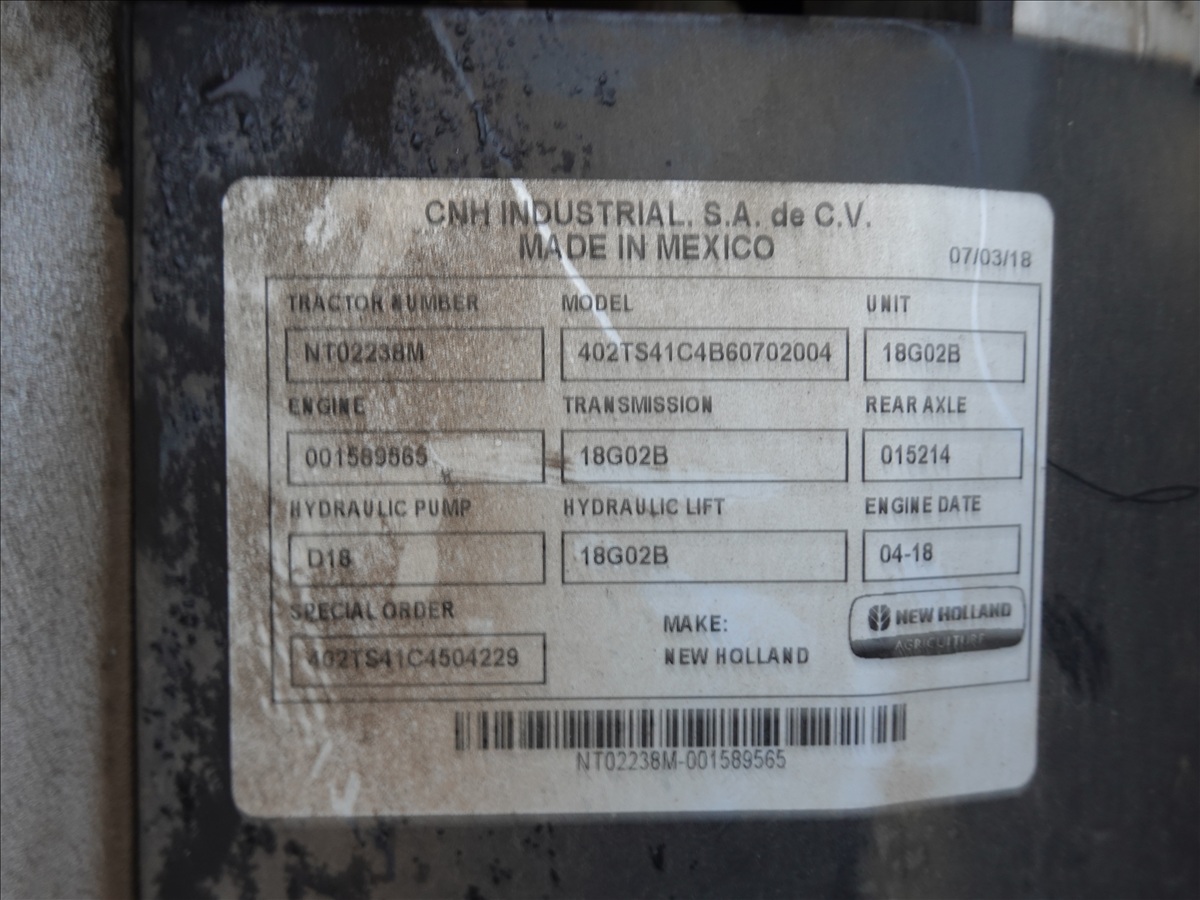 CNH INDUSTRIAL. S.A. de C.V.
MADE IN MEXICO
07/03/18
TRACTOR NUMBER MODEL UNIT
NT02238M 402TS41C4B60702004 18G02B
ENGINE TRANSMISSION REAR AXLE
001589565 18G02B 015214
HYDRAULIC PUMP HYDRAULIC LIFT ENGINE DATE
D18 18G02B 04-18
SPECIAL ORDER MAKE: NEW HOLLAND
402TS41C4504229 NEW HOLLAND AGRICULTURE
NT02238M-001589565